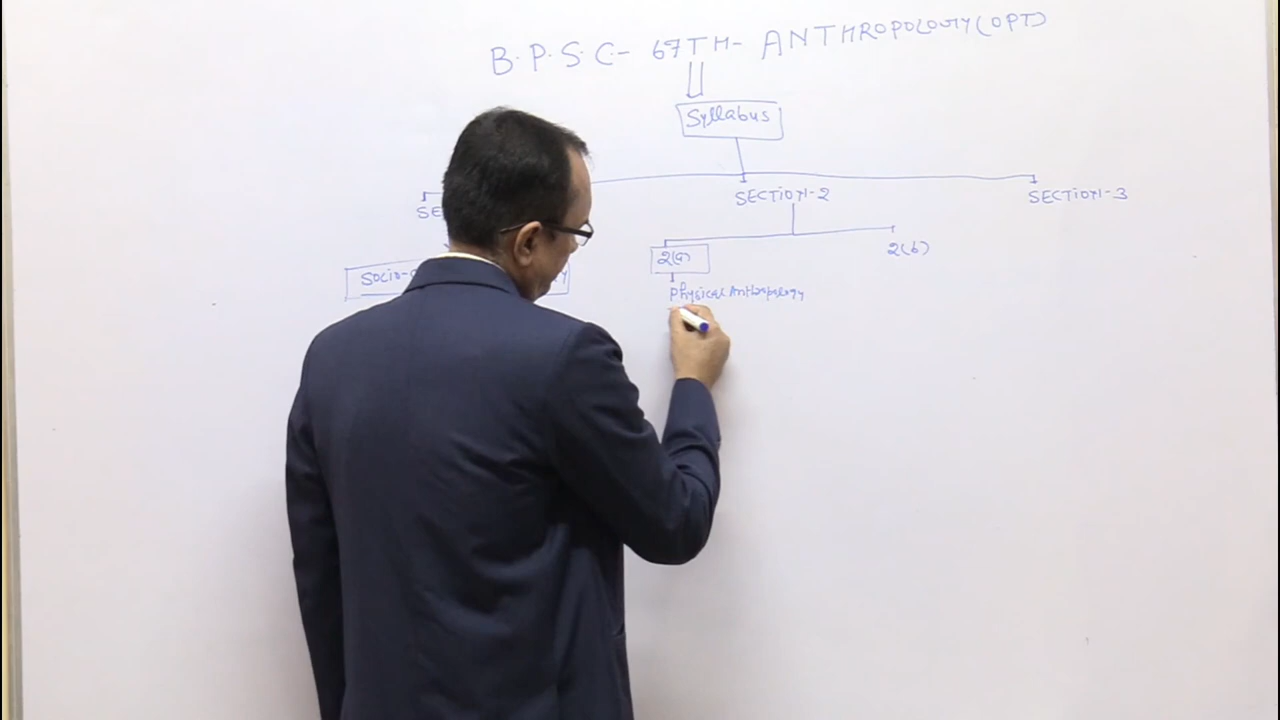 B.P.S.C- 67TH- ANTHROPOLOGY(OPT)
Syllabus
SECTION-2
SECTION-3
2(a)
2(b)
Physical Anthropology